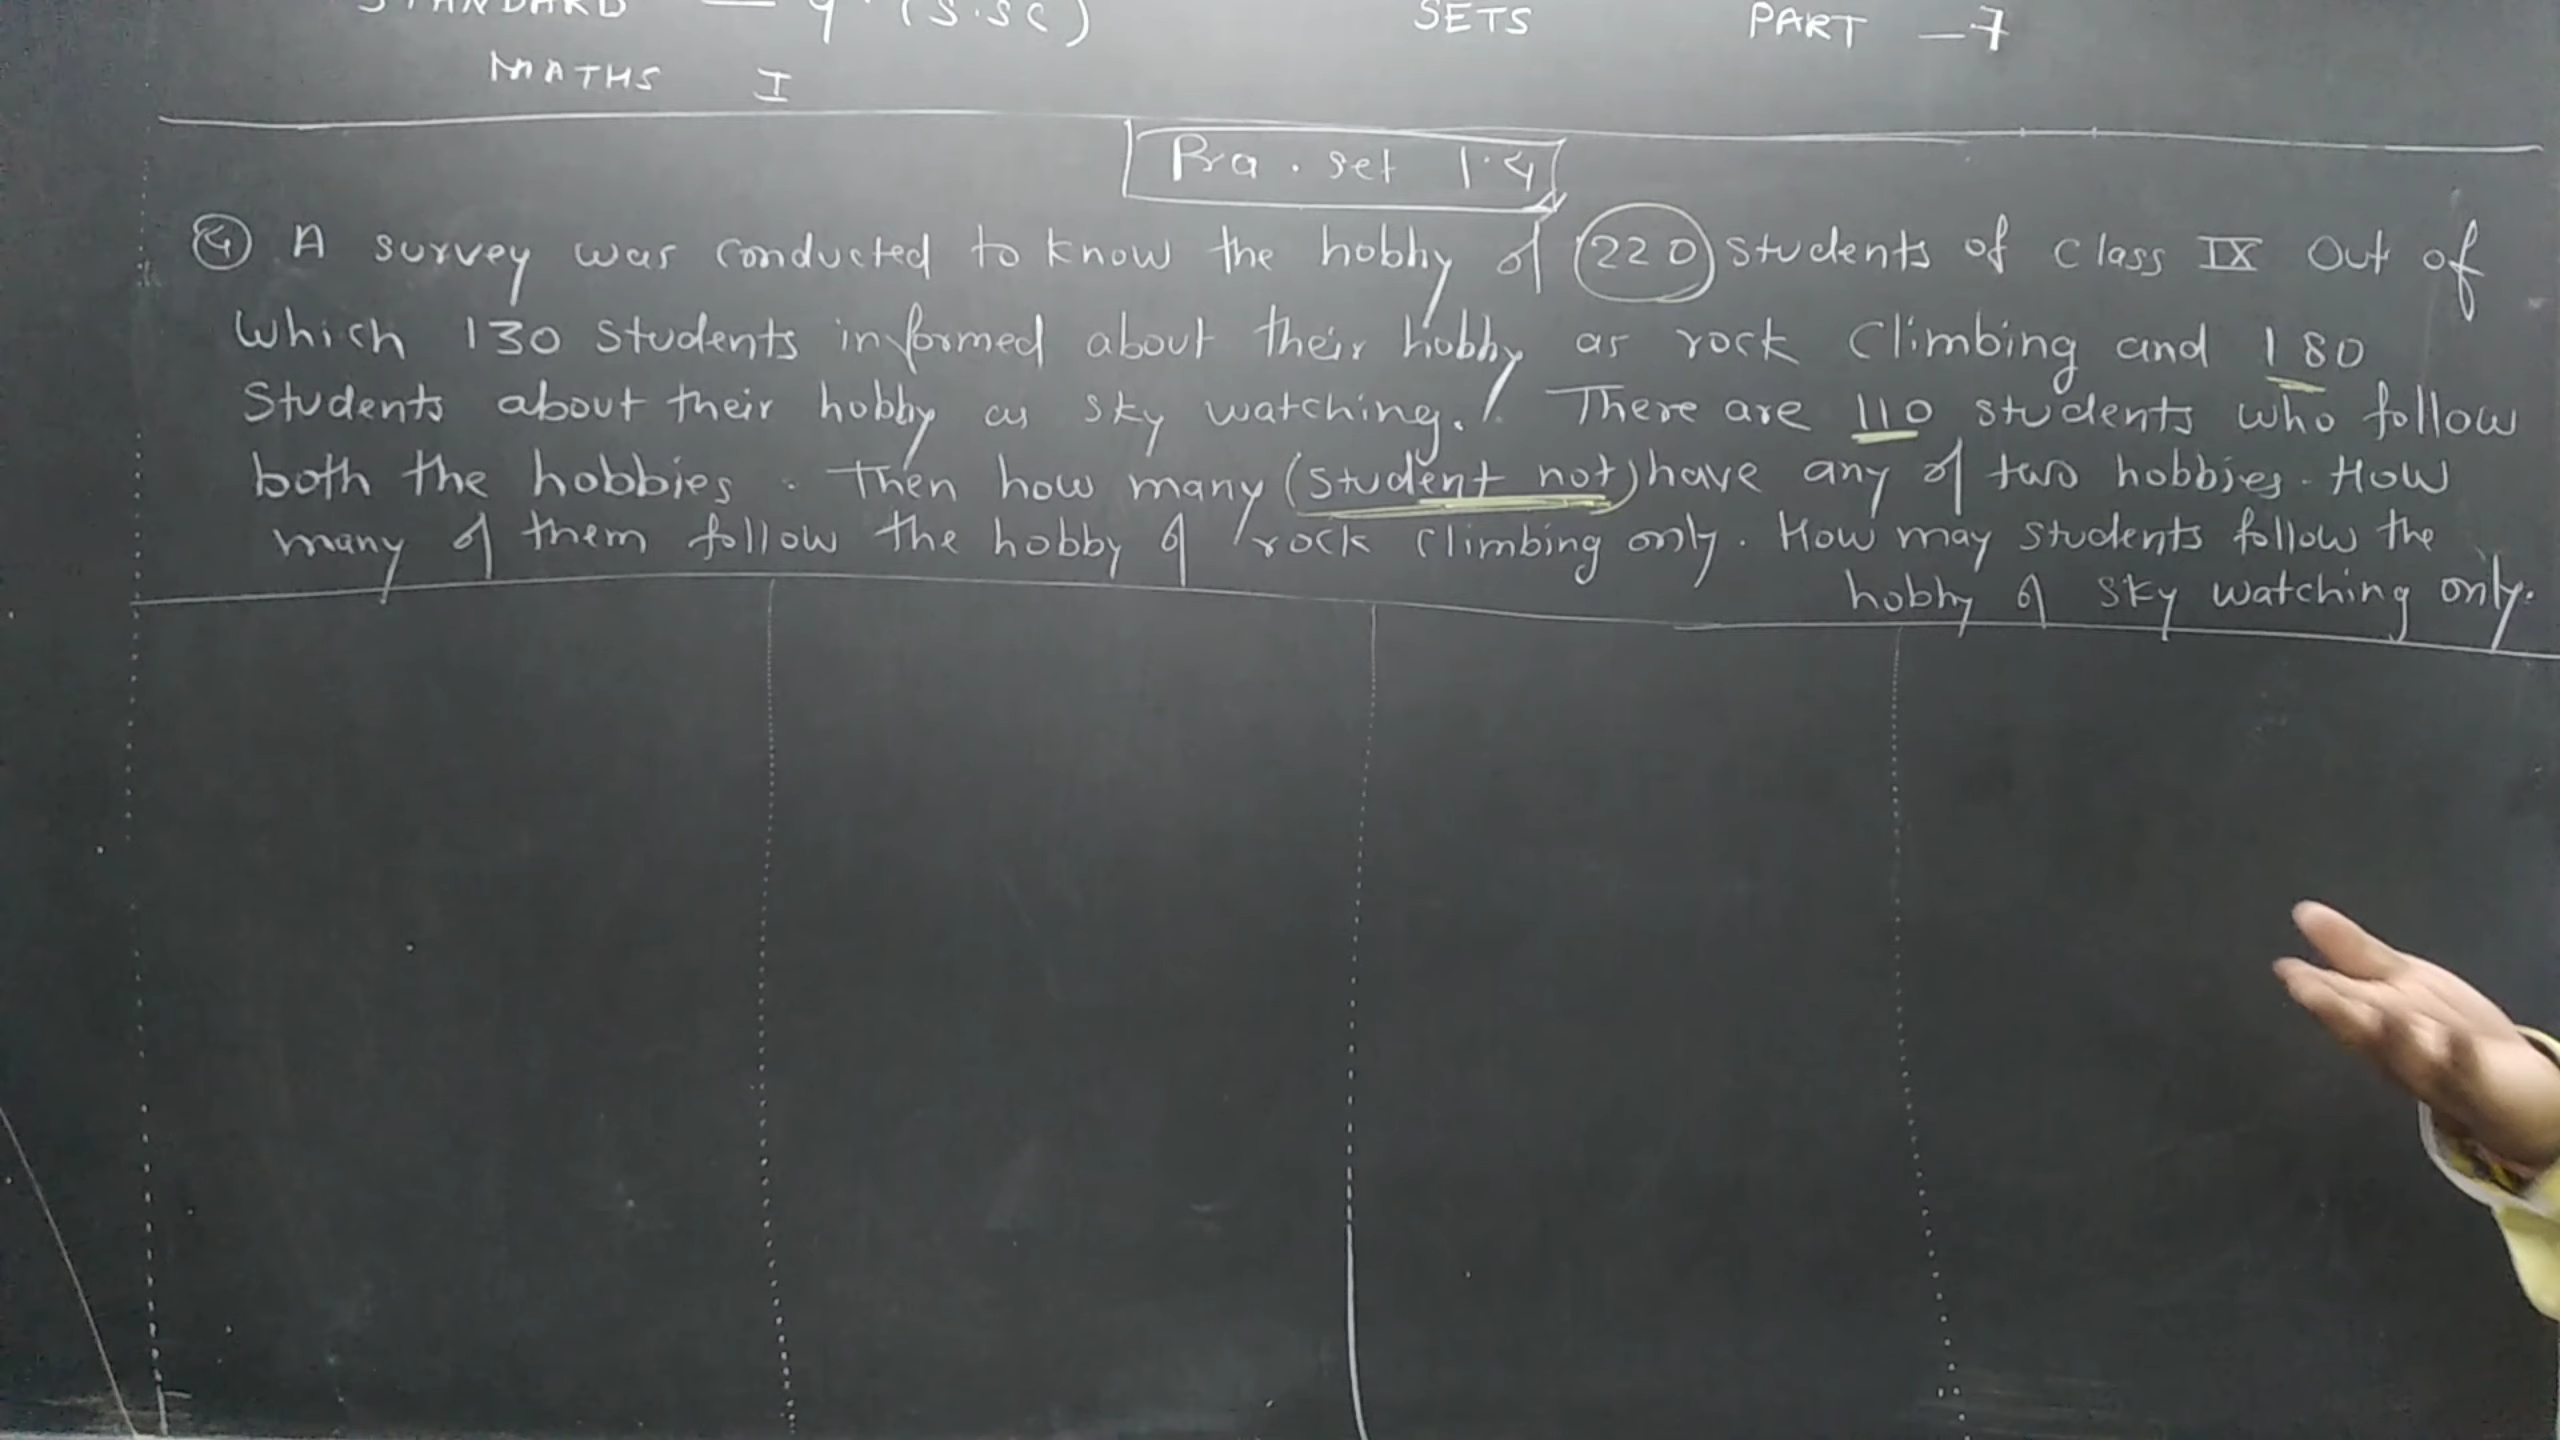 STANDARD — 9. (S.SC) SETS PART — 7
MATHS I
Pra. set 1.4
④ A survey was conducted to know the hobby of 220 students of class IX Out of
which 130 students informed about their hobby as rock climbing and 180
students about their hobby as sky watching. There are 110 students who follow
both the hobbies. Then how many (student not) have any of two hobbies. How
many of them follow the hobby of rock climbing only. How may students follow the
hobby of sky watching only.